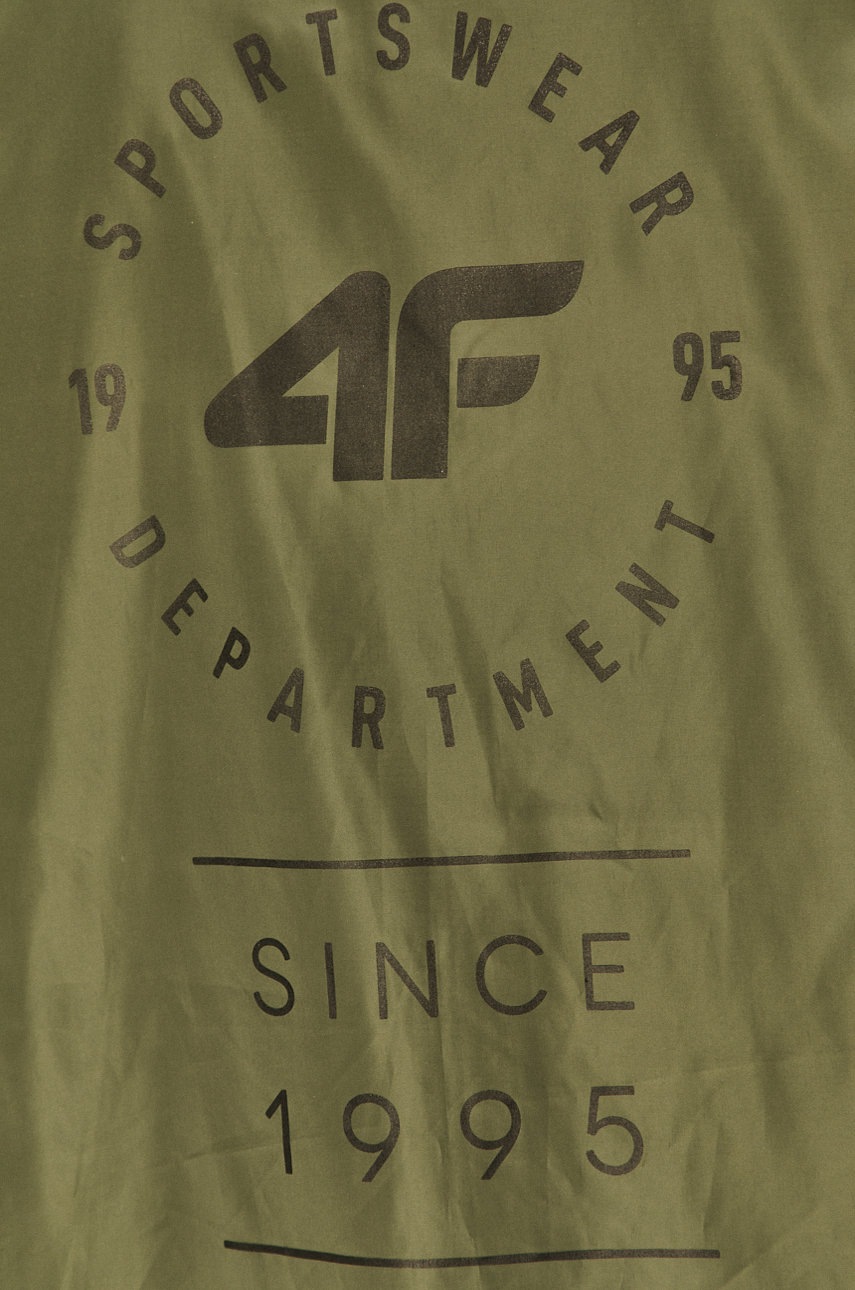 SPORTSWEAR
4F
19 95
DEPARTMENT
SINCE
1995